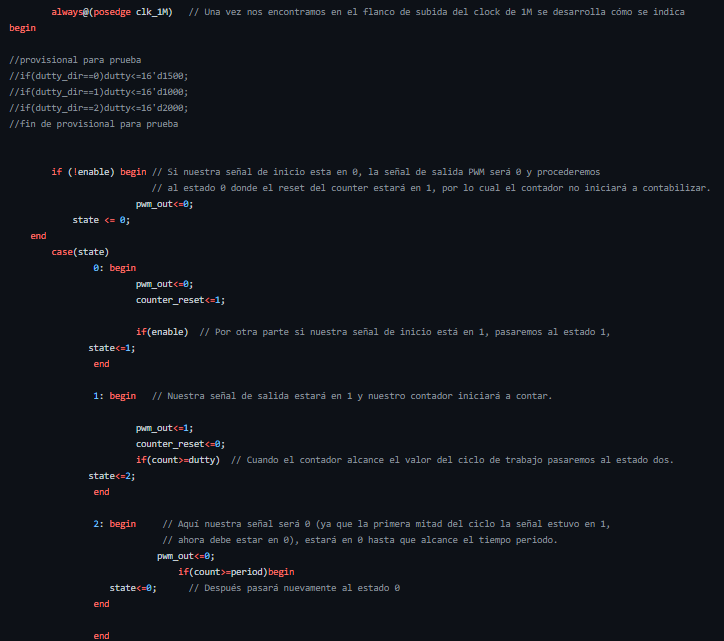 always@(posedge clk_1M)   // Una vez nos encontramos en el flanco de subida del clock de 1M se desarrolla cómo se indica
begin
//provisional para prueba
//if(dutty_dir==0)dutty<=16'd1500;
//if(dutty_dir==1)dutty<=16'd1000;
//if(dutty_dir==2)dutty<=16'd2000;
//fin de provisional para prueba
if (!enable) begin // Si nuestra señal de inicio esta en 0, la señal de salida PWM será 0 y procederemos
// al estado 0 donde el reset del counter estará en 1, por lo cual el contador no iniciará a contabilizar.
pwm_out<=0;
state <= 0;
end
case(state)
0: begin
pwm_out<=0;
counter_reset<=1;
if(enable)  // Por otra parte si nuestra señal de inicio está en 1, pasaremos al estado 1,
state<=1;
end
1: begin   // Nuestra señal de salida estará en 1 y nuestro contador iniciará a contar.
pwm_out<=1;
counter_reset<=0;
if(count>=dutty)  // Cuando el contador alcance el valor del ciclo de trabajo pasaremos al estado dos.
state<=2;
end
2: begin     // Aquí nuestra señal será 0 (ya que la primera mitad del ciclo la señal estuvo en 1,
// ahora debe estar en 0), estará en 0 hasta que alcance el tiempo periodo.
pwm_out<=0;
if(count>=period)begin
state<=0;      // Después pasará nuevamente al estado 0
end
end